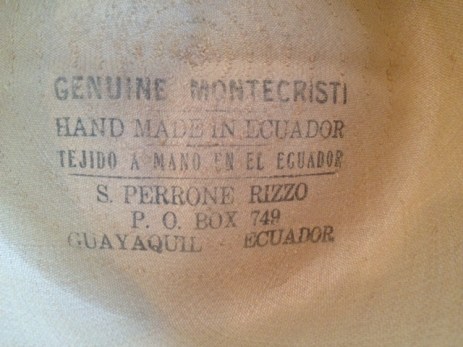 GENUINE MONTECRISTI
HAND MADE IN ECUADOR
TEJIDO A MANO EN EL ECUADOR
S. PERRONE RIZZO
P. O. BOX 749
GUAYAQUIL - ECUADOR